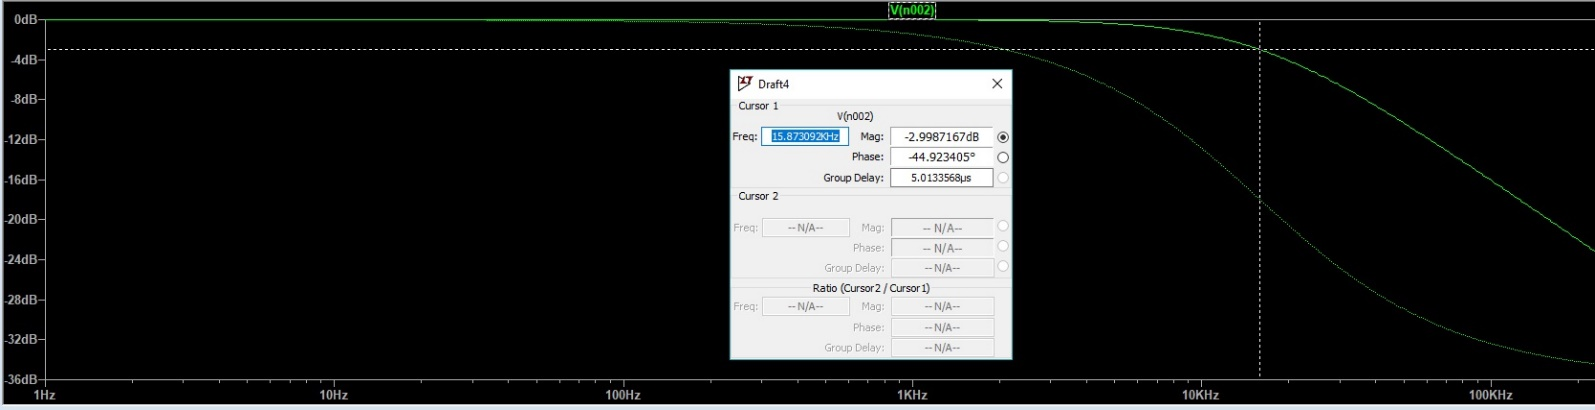 V(n002)
0dB
-4dB
-8dB
-12dB
-16dB
-20dB
-24dB
-28dB
-32dB
-36dB
1Hz 10Hz 100Hz 1KHz 10KHz 100KHz
Draft4
Cursor 1
V(n002)
Freq: 15.873092KHz Mag: -2.9987167dB
Phase: -44.923405°
Group Delay: 5.0133568µs
Cursor 2
Freq: -- N/A-- Mag: -- N/A--
Phase: -- N/A--
Group Delay: -- N/A--
Ratio (Cursor2 / Cursor1)
Freq: -- N/A-- Mag: -- N/A--
Phase: -- N/A--
Group Delay: -- N/A--